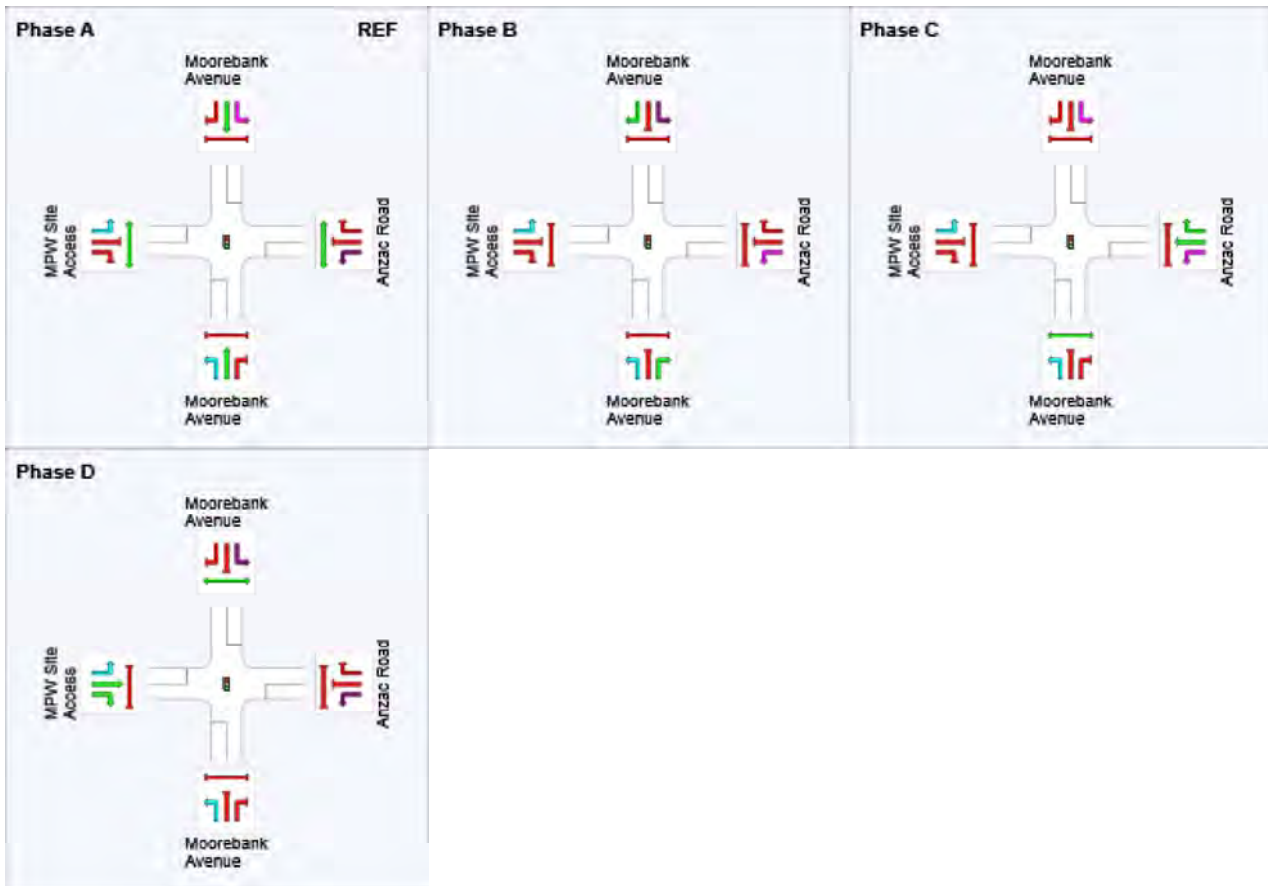 Phase A
REF
Moorebank
Avenue
MPW Site
Access
Anzac Road
Moorebank
Avenue
Phase B
Moorebank
Avenue
MPW Site
Access
Anzac Road
Moorebank
Avenue
Phase C
Moorebank
Avenue
MPW Site
Access
Anzac Road
Moorebank
Avenue
Phase D
Moorebank
Avenue
MPW Site
Access
Anzac Road
Moorebank
Avenue